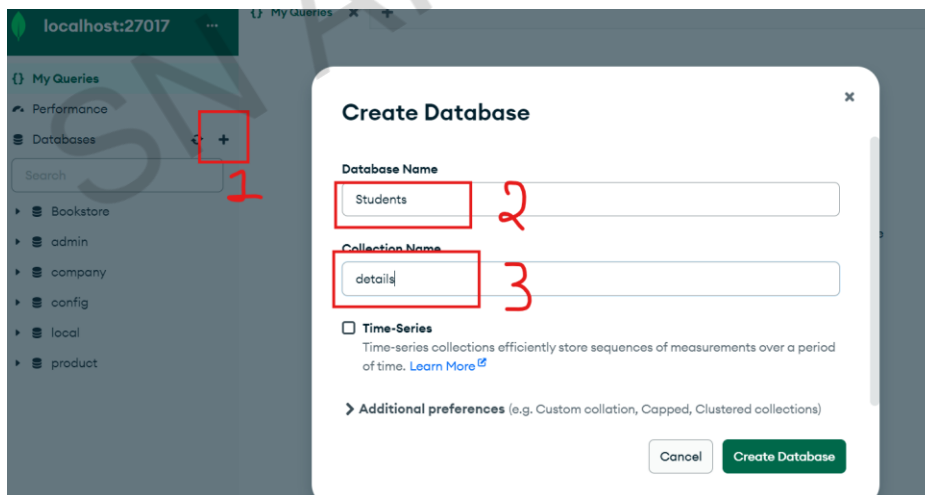 localhost:27017 ...
{} My Queries × +
{} My Queries
Performance
Databases +
1
Search
Bookstore
admin
company
config
local
product
Create Database
Database Name
Students
2
Collection Name
details
3
Time-Series
Time-series collections efficiently store sequences of measurements over a period
of time. Learn More
Additional preferences (e.g. Custom collation, Capped, Clustered collections)
Cancel Create Database